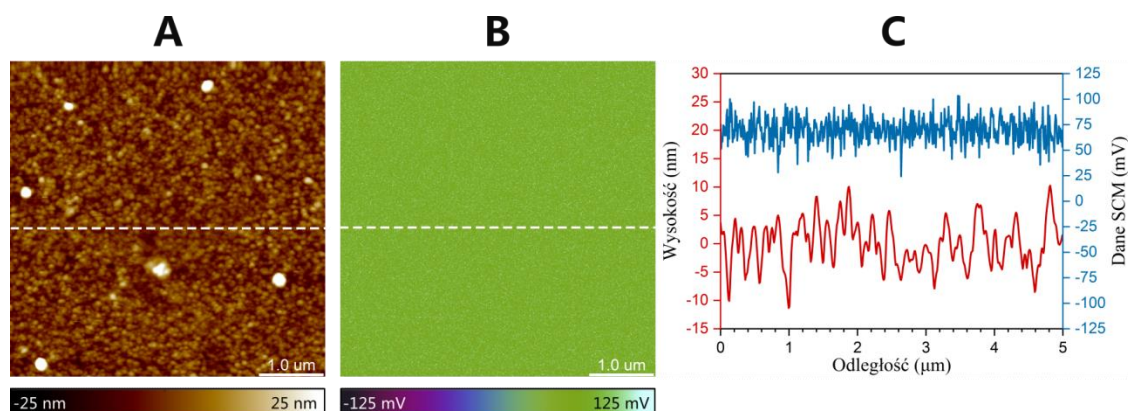 A
B
C
1.0 um
-25 nm
25 nm
1.0 um
-125 mV
125 mV
Wysokość (nm)
30
25
20
15
10
5
0
-5
-10
-15
0
1
2
3
4
5
Odległość (μm)
125
100
75
50
25
0
-25
-50
-75
-100
-125
Dane SCM (mV)